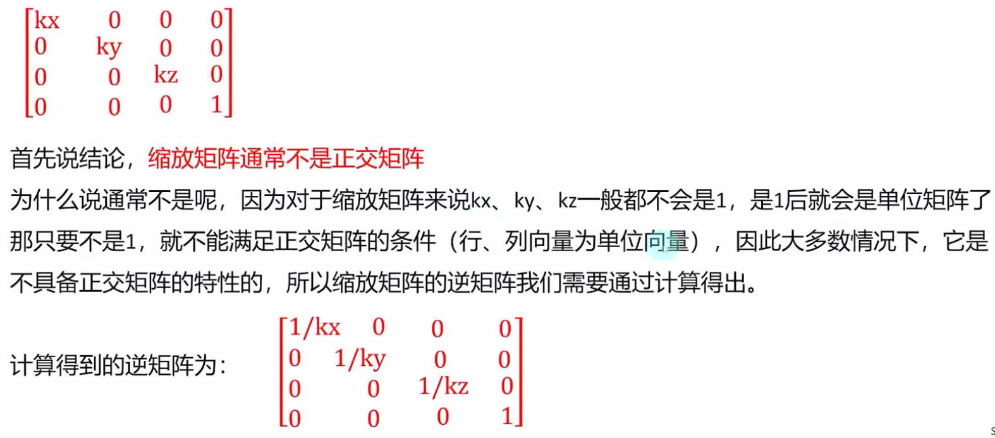 kx 0 0 0
0 ky 0 0
0 0 kz 0
0 0 0 1
首先说结论，缩放矩阵通常不是正交矩阵
为什么说通常不是呢，因为对于缩放矩阵来说kx、ky、kz一般都不会是1，是1后就会是单位矩阵了
那只要不是1，就不能满足正交矩阵的条件（行、列向量为单位向量），因此大多数情况下，它是
不具备正交矩阵的特性的，所以缩放矩阵的逆矩阵我们需要通过计算得出。
计算得到的逆矩阵为：
1/kx 0 0 0
0 1/ky 0 0
0 0 1/kz 0
0 0 0 1
s